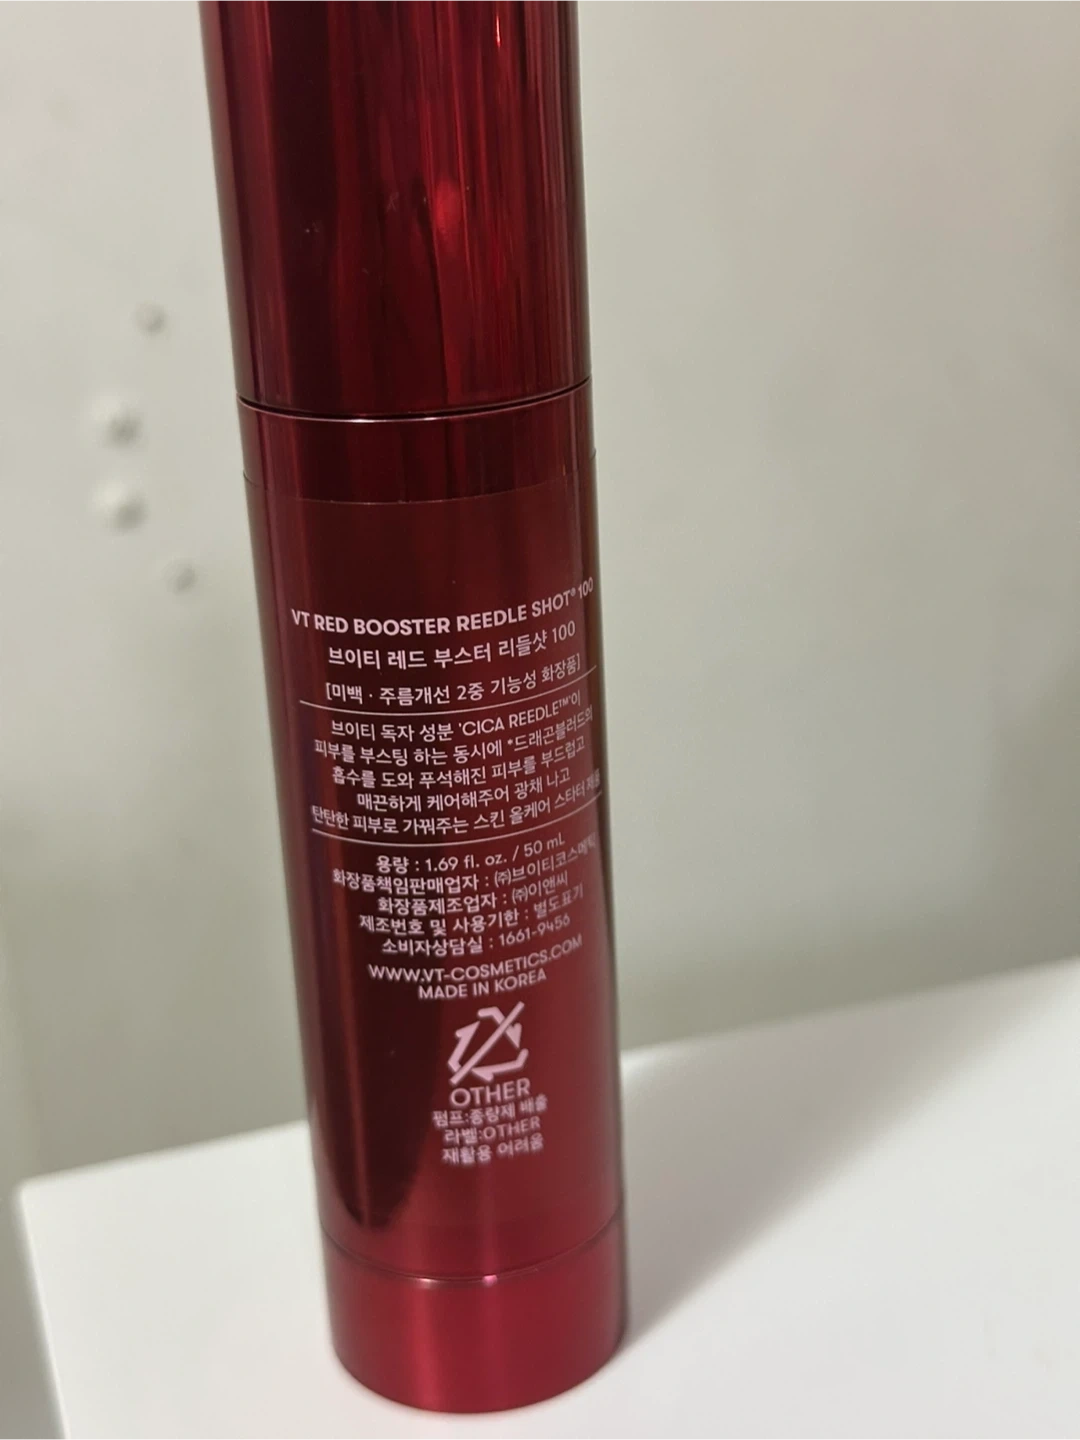 VT RED BOOSTER REEDLE SHOT® 100
브이티 레드 부스터 리들샷 100
[미백 · 주름개선 2중 기능성 화장품]
브이티 독자 성분 'CICA REEDLE™'이
피부를 부스팅 하는 동시에 *드래곤블러드의
흡수를 도와 푸석해진 피부를 부드럽고
매끈하게 케어해주어 광채 나고
탄탄한 피부로 가꿔주는 스킨 올케어 스타터 제품
용량 : 1.69 fl. oz. / 50 mL
화장품책임판매업자 : ㈜브이티코스메틱
화장품제조업자 : ㈜이앤씨
제조번호 및 사용기한 : 별도표기
소비자상담실 : 1661-9456
WWW.VT-COSMETICS.COM
MADE IN KOREA
OTHER
펌프:종량제 배출
라벨:OTHER
재활용 어려움